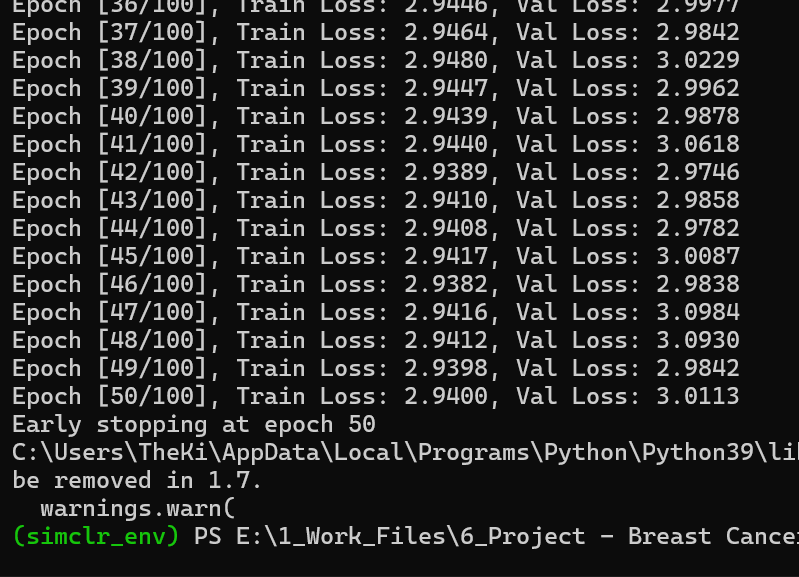 Epoch [36/100], Train Loss: 2.9446, Val Loss: 2.9977
Epoch [37/100], Train Loss: 2.9464, Val Loss: 2.9842
Epoch [38/100], Train Loss: 2.9480, Val Loss: 3.0229
Epoch [39/100], Train Loss: 2.9447, Val Loss: 2.9962
Epoch [40/100], Train Loss: 2.9439, Val Loss: 2.9878
Epoch [41/100], Train Loss: 2.9440, Val Loss: 3.0618
Epoch [42/100], Train Loss: 2.9389, Val Loss: 2.9746
Epoch [43/100], Train Loss: 2.9410, Val Loss: 2.9858
Epoch [44/100], Train Loss: 2.9408, Val Loss: 2.9782
Epoch [45/100], Train Loss: 2.9417, Val Loss: 3.0087
Epoch [46/100], Train Loss: 2.9382, Val Loss: 2.9838
Epoch [47/100], Train Loss: 2.9416, Val Loss: 3.0984
Epoch [48/100], Train Loss: 2.9412, Val Loss: 3.0930
Epoch [49/100], Train Loss: 2.9398, Val Loss: 2.9842
Epoch [50/100], Train Loss: 2.9400, Val Loss: 3.0113
Early stopping at epoch 50
C:\Users\TheKi\AppData\Local\Programs\Python\Python39\lib
be removed in 1.7.
  warnings.warn(
(simclr_env) PS E:\1_Work_Files\6_Project - Breast Cancer